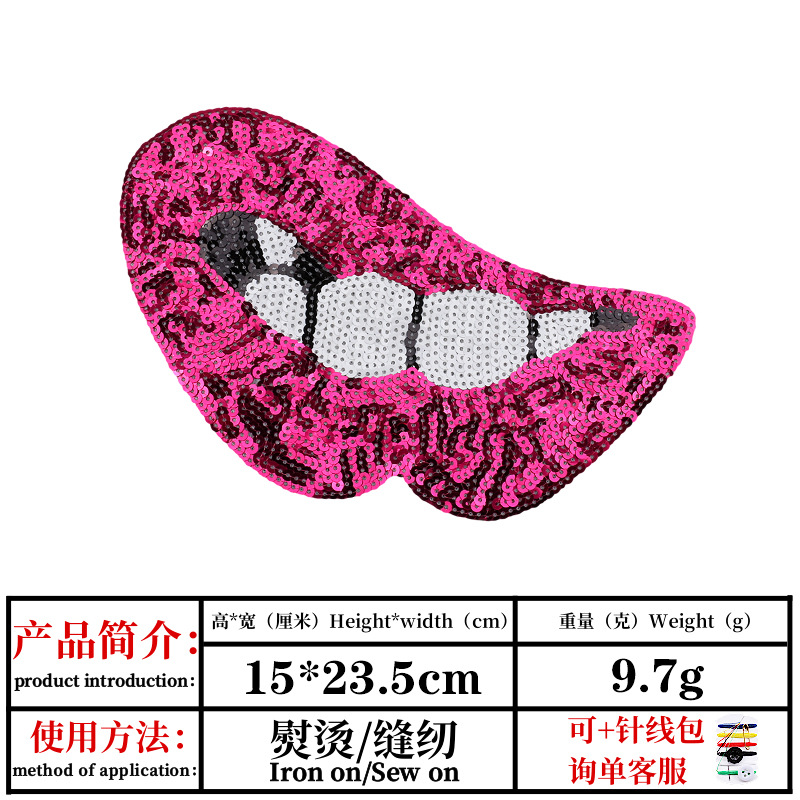 产品简介：
product introduction:
高*宽（厘米）Height*width（cm）
重量（克）Weight（g）
15*23.5cm
9.7g
使用方法：
method of application:
熨烫/缝纫
Iron on/Sew on
可+针线包
询单客服